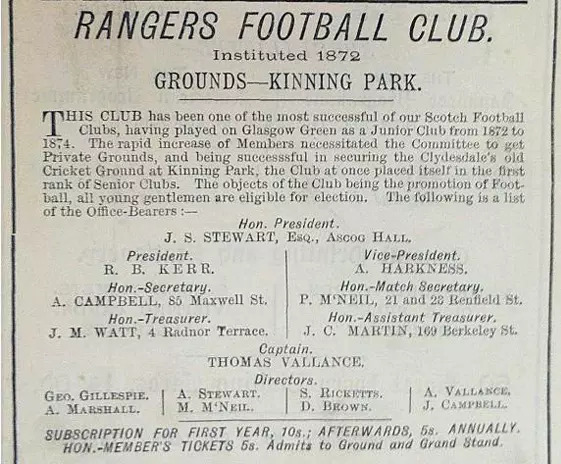 RANGERS FOOTBALL CLUB.
Instituted 1872
GROUNDS—KINNING PARK.
THIS CLUB has been one of the most successful of our Scotch Football
Clubs, having played on Glasgow Green as a Junior Club from 1872 to
1874. The rapid increase of Members necessitated the Committee to get
Private Grounds, and being successsful in securing the Clydesdale's old
Cricket Ground at Kinning Park, the Club at once placed itself in the first
rank of Senior Clubs. The objects of the Club being the promotion of Foot-
ball, all young gentlemen are eligible for election. The following is a list
of the Office-Bearers :—
Hon. President.
J. S. STEWART, Esq., Ascog Hall.
President.
R. B. KERR.
Vice-President.
A. HARKNESS.
Hon.-Secretary.
A. CAMPBELL, 85 Maxwell St.
Hon.-Match Secretary.
P. M'NEIL, 21 and 23 Renfield St.
Hon.-Treasurer.
J. M. WATT, 4 Radnor Terrace.
Hon.-Assistant Treasurer.
J. C. MARTIN, 169 Berkeley St.
Captain.
THOMAS VALLANCE.
Directors.
Geo. Gillespie. A. Stewart. S. Ricketts. A. Vallance,
A. Marshall. M. M'Neil. D. Brown. J. Campbell.
SUBSCRIPTION FOR FIRST YEAR, 10s.; AFTERWARDS, 5s. ANNUALLY.
HON.-MEMBER'S TICKETS 5s. Admits to Ground and Grand Stand.